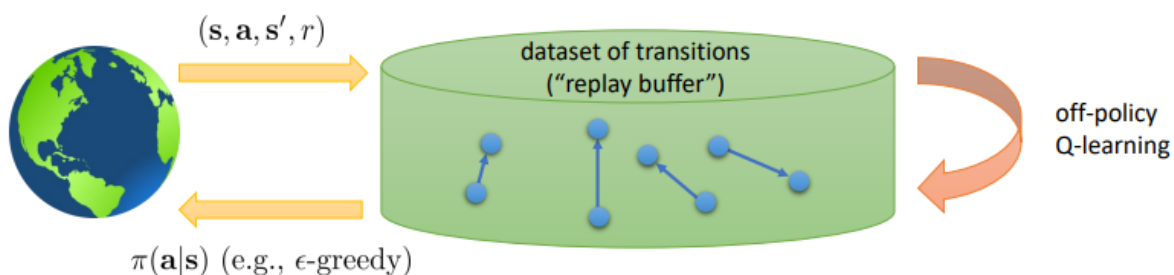 (s, a, s′, r)
dataset of transitions
(“replay buffer”)
off-policy
Q-learning
π(a|s) (e.g., ϵ-greedy)